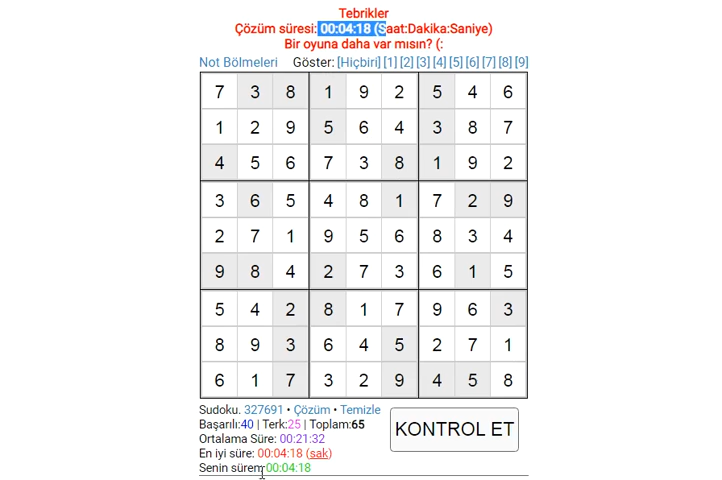 Tebrikler
Çözüm süresi: 00:04:18 (Saat:Dakika:Saniye)
Bir oyuna daha var mısın? (:
Not Bölmeleri Göster: [Hiçbiri] [1] [2] [3] [4] [5] [6] [7] [8] [9]
7 3 8 1 9 2 5 4 6
1 2 9 5 6 4 3 8 7
4 5 6 7 3 8 1 9 2
3 6 5 4 8 1 7 2 9
2 7 1 9 5 6 8 3 4
9 8 4 2 7 3 6 1 5
5 4 2 8 1 7 9 6 3
8 9 3 6 4 5 2 7 1
6 1 7 3 2 9 4 5 8
Sudoku. 327691 • Çözüm • Temizle
Başarılı:40 | Terk:25 | Toplam:65
Ortalama Süre: 00:21:32
En iyi süre: 00:04:18 (sak)
Senin süren: 00:04:18
KONTROL ET